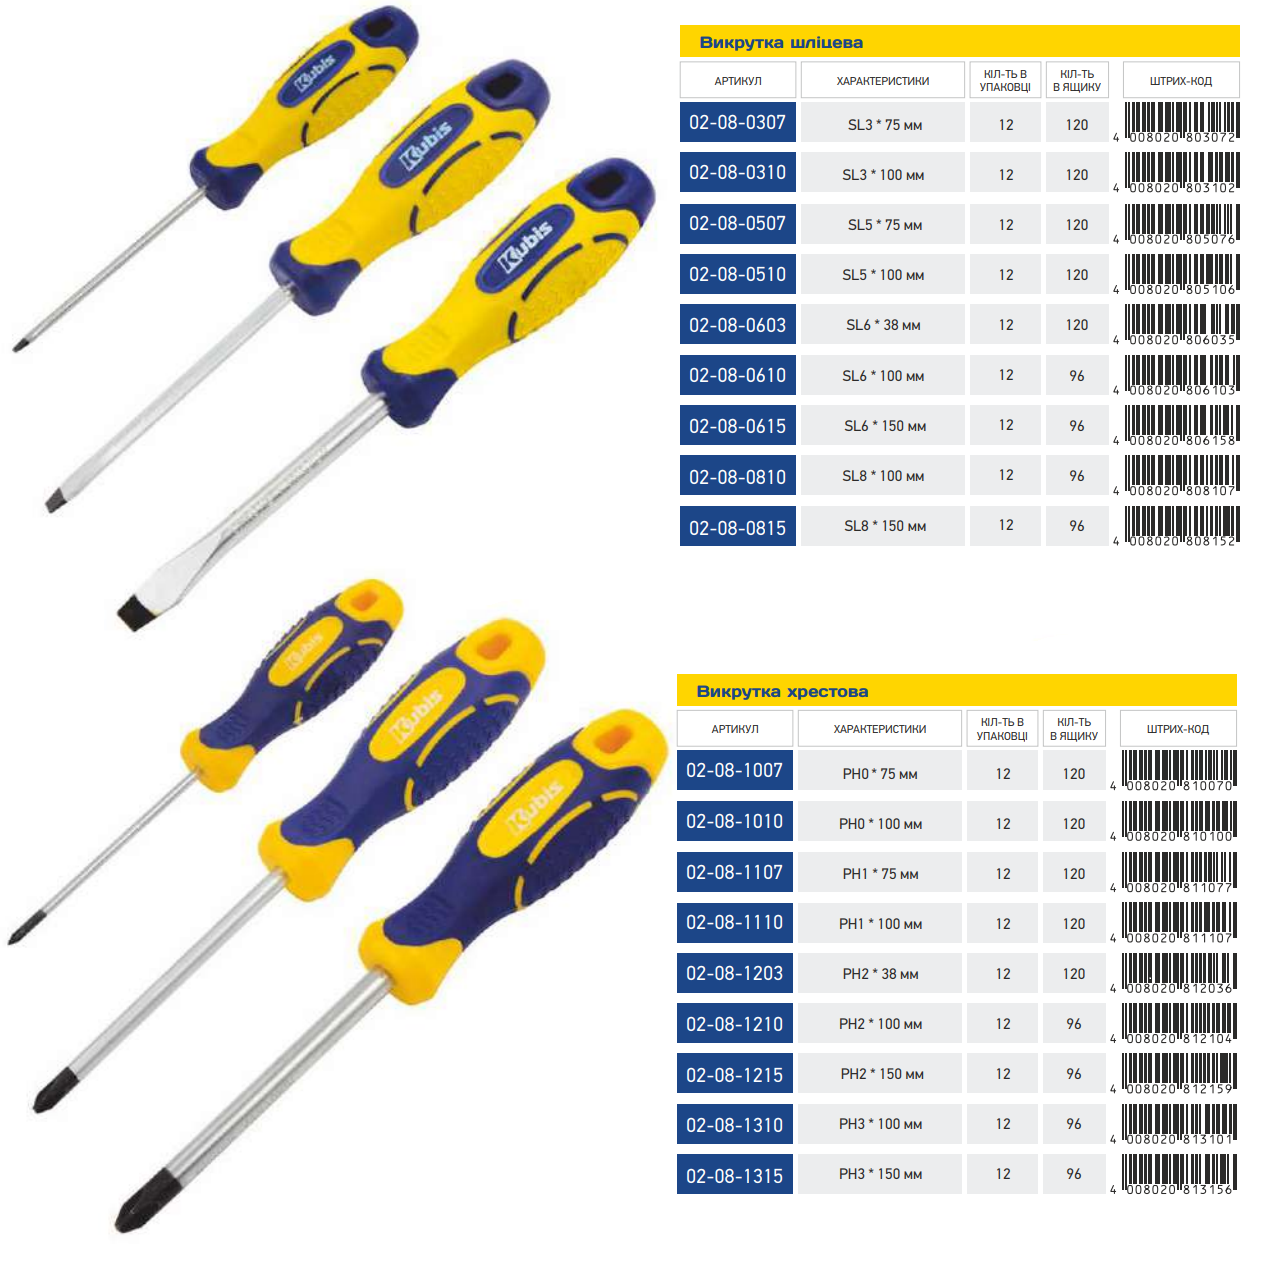 Kubis
Kubis
Kubis
Викрутка шліцева
АРТИКУЛ ХАРАКТЕРИСТИКИ КІЛ-ТЬ В УПАКОВЦІ КІЛ-ТЬ В ЯЩИКУ ШТРИХ-КОД
02-08-0307 SL3 * 75 мм 12 120 4 008020 803072
02-08-0310 SL3 * 100 мм 12 120 4 008020 803102
02-08-0507 SL5 * 75 мм 12 120 4 008020 805076
02-08-0510 SL5 * 100 мм 12 120 4 008020 805106
02-08-0603 SL6 * 38 мм 12 120 4 008020 806035
02-08-0610 SL6 * 100 мм 12 96 4 008020 806103
02-08-0615 SL6 * 150 мм 12 96 4 008020 806158
02-08-0810 SL8 * 100 мм 12 96 4 008020 808107
02-08-0815 SL8 * 150 мм 12 96 4 008020 808152
Kubis
Kubis
Kubis
Викрутка хрестова
АРТИКУЛ ХАРАКТЕРИСТИКИ КІЛ-ТЬ В УПАКОВЦІ КІЛ-ТЬ В ЯЩИКУ ШТРИХ-КОД
02-08-1007 PH0 * 75 мм 12 120 4 008020 810070
02-08-1010 PH0 * 100 мм 12 120 4 008020 810100
02-08-1107 PH1 * 75 мм 12 120 4 008020 811077
02-08-1110 PH1 * 100 мм 12 120 4 008020 811107
02-08-1203 PH2 * 38 мм 12 120 4 008020 812036
02-08-1210 PH2 * 100 мм 12 96 4 008020 812104
02-08-1215 PH2 * 150 мм 12 96 4 008020 812159
02-08-1310 PH3 * 100 мм 12 96 4 008020 813101
02-08-1315 PH3 * 150 мм 12 96 4 008020 813156